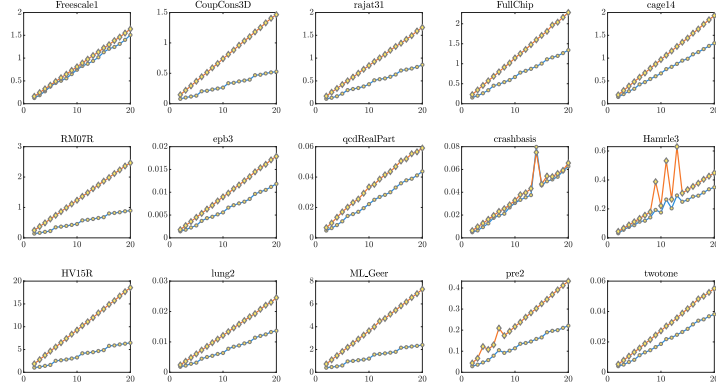 Freescale1 CoupCons3D rajat31 FullChip cage14
2 1.5 2 2 2
1.5 1 1.5 1.5
1 1 1 1
0.5 0.5 0.5 0.5
0 0 0 0 0
0 10 20 0 10 20 0 10 20 0 10 20 0 10 20
RM07R epb3 qcdRealPart crashbasis Hamrle3
3 0.02 0.06 0.08 0.6
2 0.015 0.04 0.06 0.4
1 0.01 0.02 0.04 0.2
0.005 0.02
0 0 0 0 0
0 10 20 0 10 20 0 10 20 0 10 20 0 10 20
HV15R lung2 ML_Geer pre2 twotone
20 0.03 8 0.4 0.06
15 0.02 6 0.3 0.04
10 0.01 4 0.2 0.02
5 2 0.1
0 0 0 0 0
0 10 20 0 10 20 0 10 20 0 10 20 0 10 20